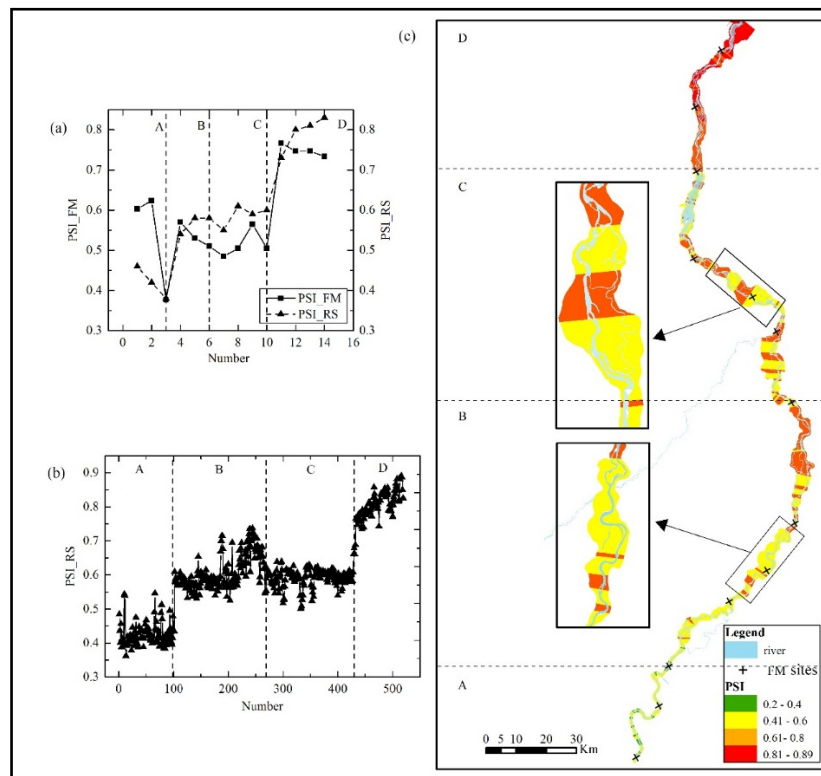 (a)
A B C D
0.8 0.8
0.7 0.7
0.6 0.6
0.5 0.5
0.4 0.4
0.3 0.3
PSI_FM
PSI_RS
PSI_FM
PSI_RS
0 2 4 6 8 10 12 14 16
Number
(b)
A B C D
0.9
0.8
0.7
0.6
0.5
0.4
0.3
PSI_RS
0 100 200 300 400 500
Number
(c)
D
C
B
A
0 5 10 20 30
Km
Legend
river
FM sites
PSI
0.2 - 0.4
0.41 - 0.6
0.61- 0.8
0.81 - 0.89